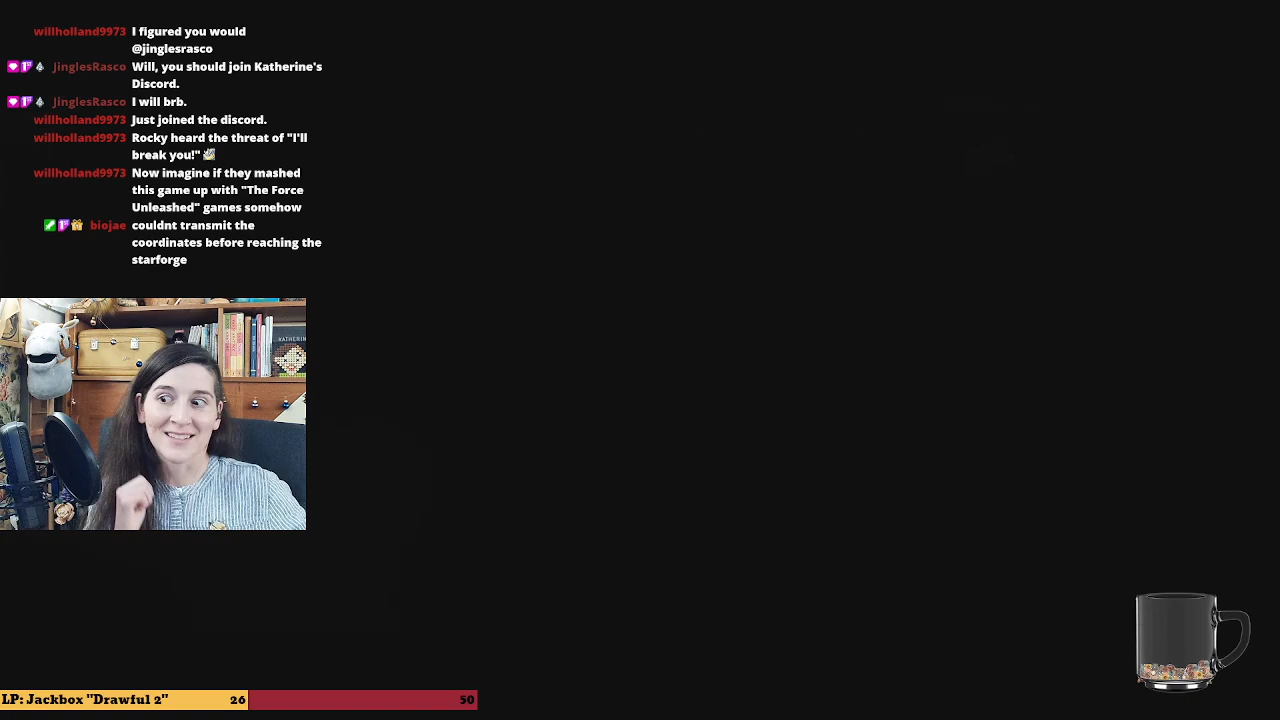 willholland9973 I figured you would
@jinglesrasco
JinglesRasco Will, you should join Katherine's
Discord.
JinglesRasco I will brb.
willholland9973 Just joined the discord.
willholland9973 Rocky heard the threat of "I'll
break you!"
willholland9973 Now imagine if they mashed
this game up with "The Force
Unleashed" games somehow
biojae couldnt transmit the
coordinates before reaching the
starforge
KATHERIN
LP: Jackbox "Drawful 2" 26 50